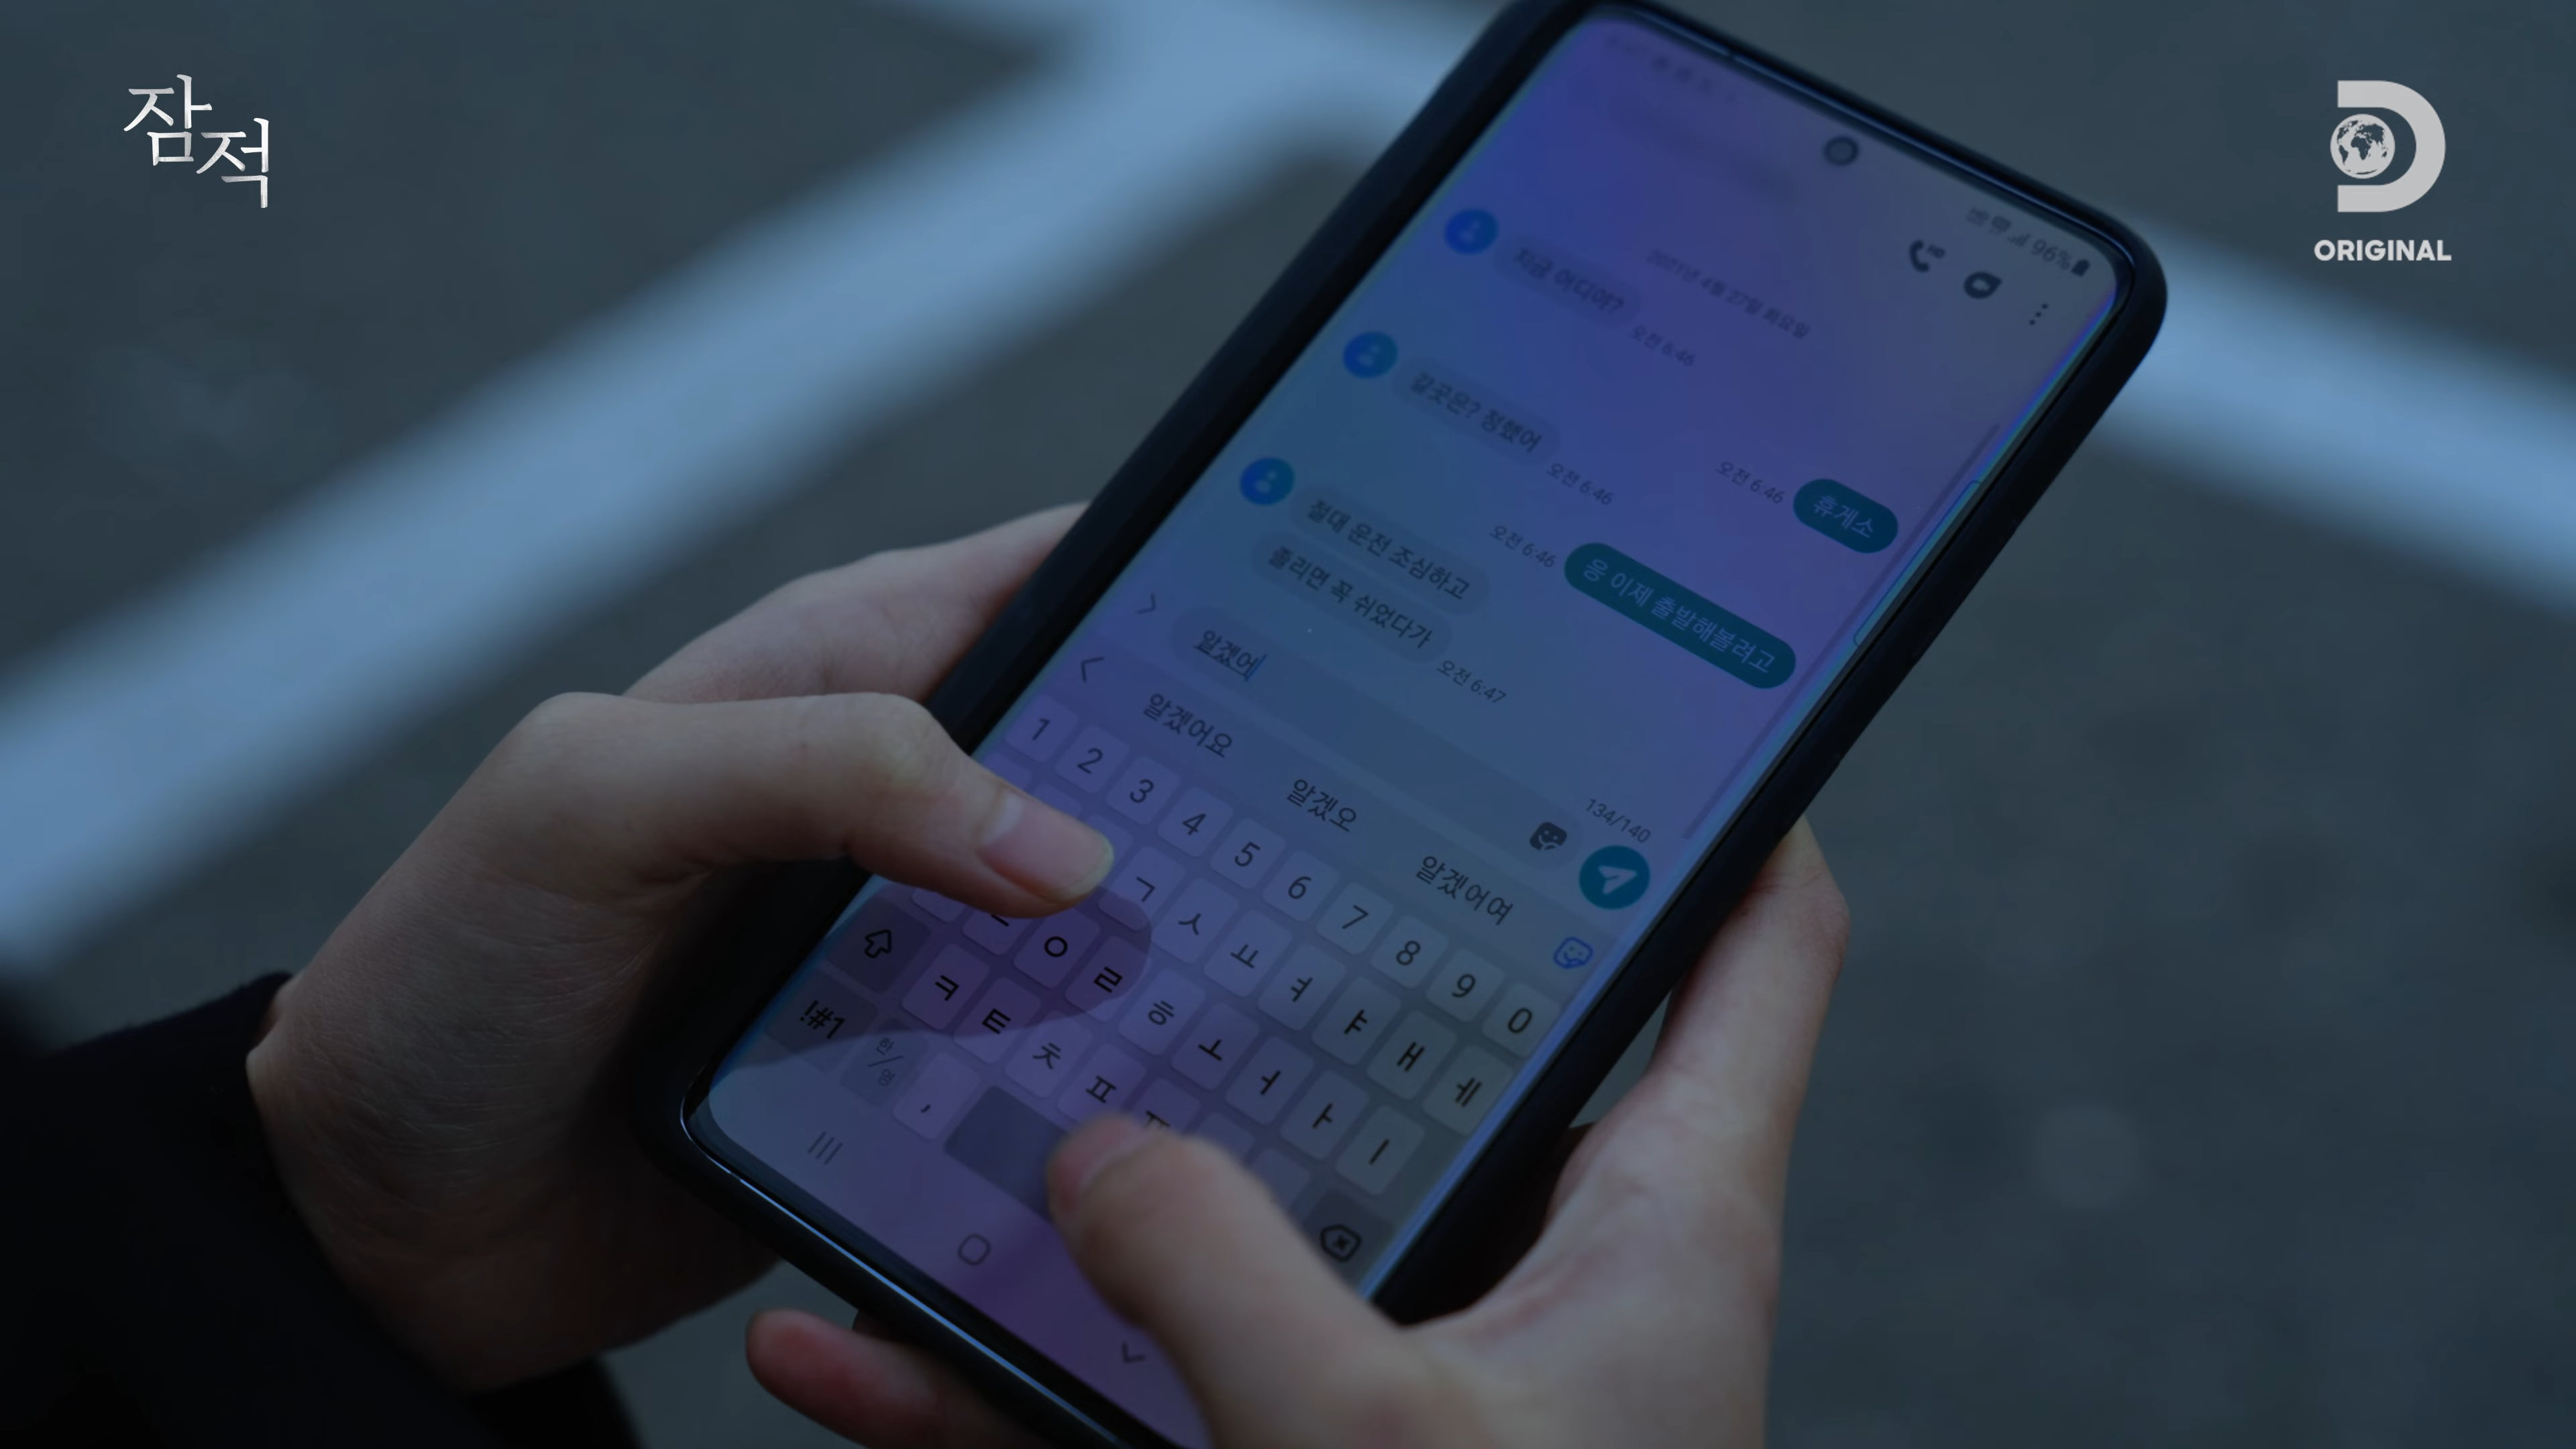 잠적
ORIGINAL
96%
2021년 4월 27일 화요일
지금 어디야?
오전 6:46
오전 6:46
휴게소
갈곳은? 정했어
오전 6:46
오전 6:46
응 이제 출발해볼려고
절대 운전 조심하고
졸리면 꼭 쉬었다가
오전 6:47
알겠어
134/140
알겠어요
알겠오
알겠어여
1 2 3 4 5 6 7 8 9 0
ㄱ ㅅ ㅛ ㅕ ㅑ ㅐ ㅔ
ㅇ ㄹ ㅎ ㅗ ㅓ ㅏ ㅣ
ㅋ ㅌ ㅊ ㅍ ㅠ
!#1 한/영 ,